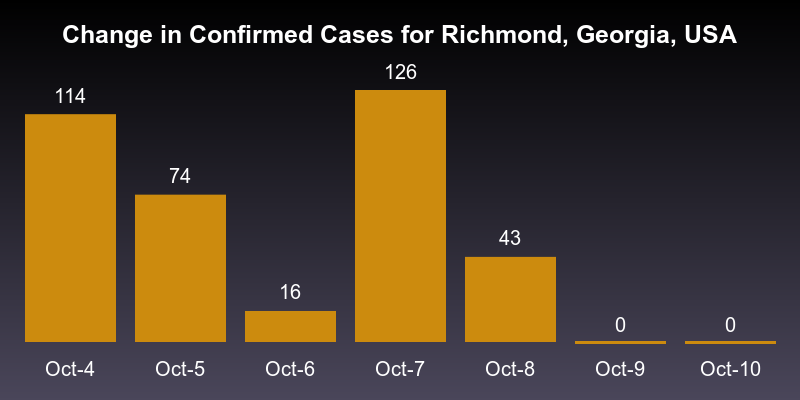 Change in Confirmed Cases for Richmond, Georgia, USA
114
74
16
126
43
0
0
Oct-4
Oct-5
Oct-6
Oct-7
Oct-8
Oct-9
Oct-10